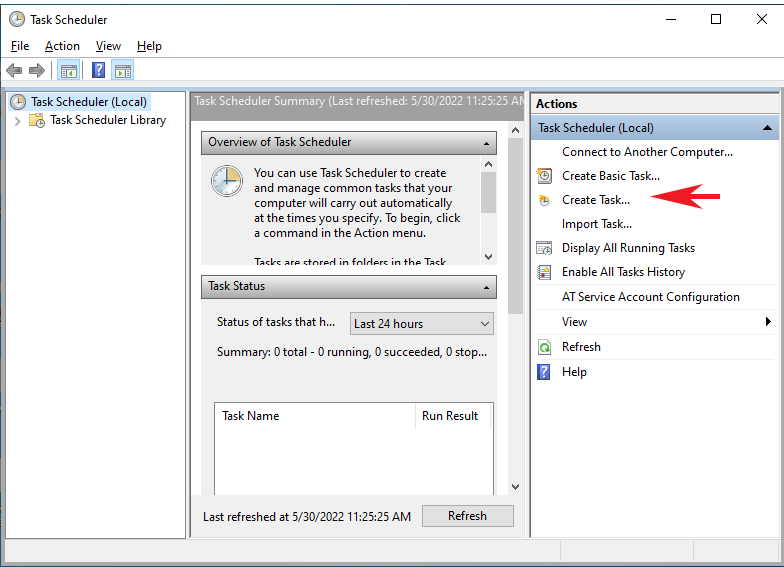 Task Scheduler
File Action View Help
Task Scheduler (Local)
Task Scheduler Library
Task Scheduler Summary (Last refreshed: 5/30/2022 11:25:25 AM
Overview of Task Scheduler
You can use Task Scheduler to create
and manage common tasks that your
computer will carry out automatically
at the times you specify. To begin, click
a command in the Action menu.
Tasks are stored in folders in the Task
Task Status
Status of tasks that h...
Last 24 hours
Summary: 0 total - 0 running, 0 succeeded, 0 stop...
Task Name
Run Result
Last refreshed at 5/30/2022 11:25:25 AM
Refresh
Actions
Task Scheduler (Local)
Connect to Another Computer...
Create Basic Task...
Create Task...
Import Task...
Display All Running Tasks
Enable All Tasks History
AT Service Account Configuration
View
Refresh
Help